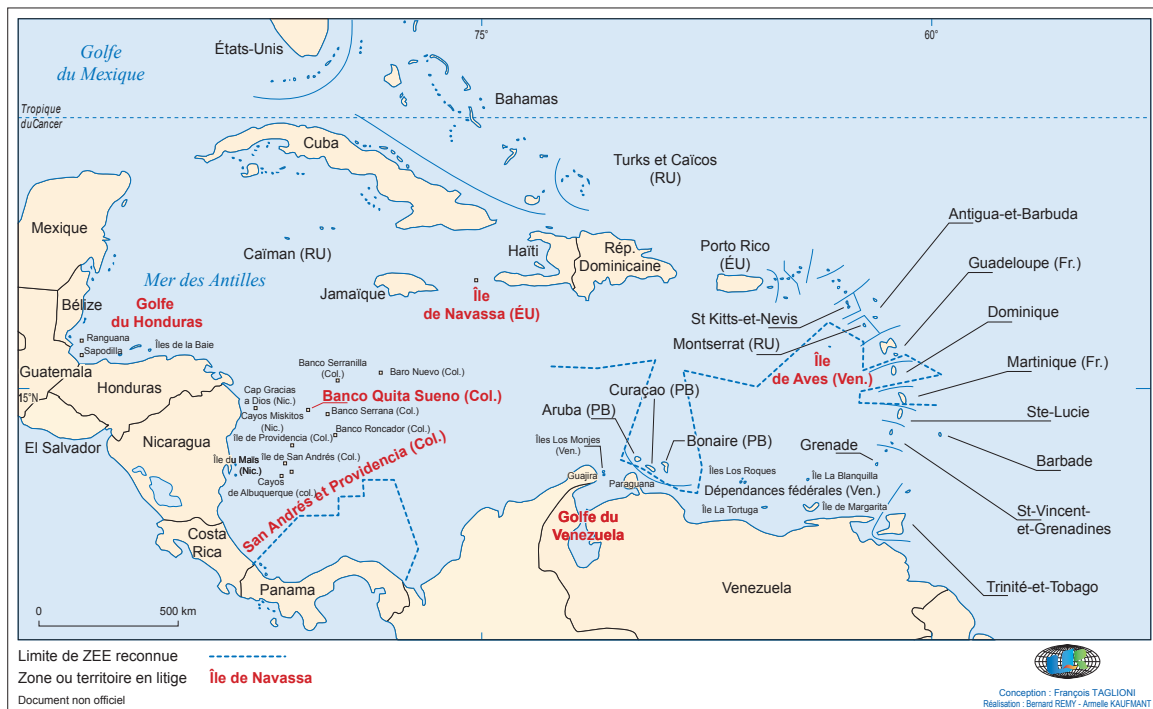 75°
60°
États-Unis
Golfe
du Mexique
Bahamas
Tropique
du Cancer
Cuba
Turks et Caïcos
(RU)
Mexique
Antigua-et-Barbuda
Caïman (RU)
Haïti
Rép.
Dominicaine
Porto Rico
(ÉU)
Guadeloupe (Fr.)
Mer des Antilles
Jamaïque
Île
de Navassa (ÉU)
Bélize
Golfe
du Honduras
St Kitts-et-Nevis
Dominique
Ranguana
Sapodilla
Îles de la Baie
Montserrat (RU)
Île
de Aves (Ven.)
Martinique (Fr.)
Guatemala
Honduras
Banco Serranilla
(Col.)
Baro Nuevo (Col.)
15°N
Cap Gracias
a Dios (Nic.)
Banco Quita Sueno (Col.)
Curaçao (PB)
Cayos Miskitos
(Nic.)
Banco Serrana (Col.)
Aruba (PB)
Ste-Lucie
El Salvador
Nicaragua
Île de Providencia (Col.)
Banco Roncador (Col.)
Îles Los Monjes
(Ven.)
Bonaire (PB)
Grenade
Barbade
Île du Maïs
(Nic.)
Île de San Andrés (Col.)
Cayos
de Albuquerque (col.)
San Andrés et Providencia (Col.)
Guajira
Paraguana
Îles Los Roques
Île La Blanquilla
Dépendances fédérales (Ven.)
Île La Tortuga
Île de Margarita
St-Vincent-
et-Grenadines
Golfe du
Venezuela
Costa
Rica
Panama
Venezuela
Trinité-et-Tobago
0
500 km
Limite de ZEE reconnue
Zone ou territoire en litige
Île de Navassa
Document non officiel
Conception : François TAGLIONI
Réalisation : Bernard REMY - Armelle KAUFMANT